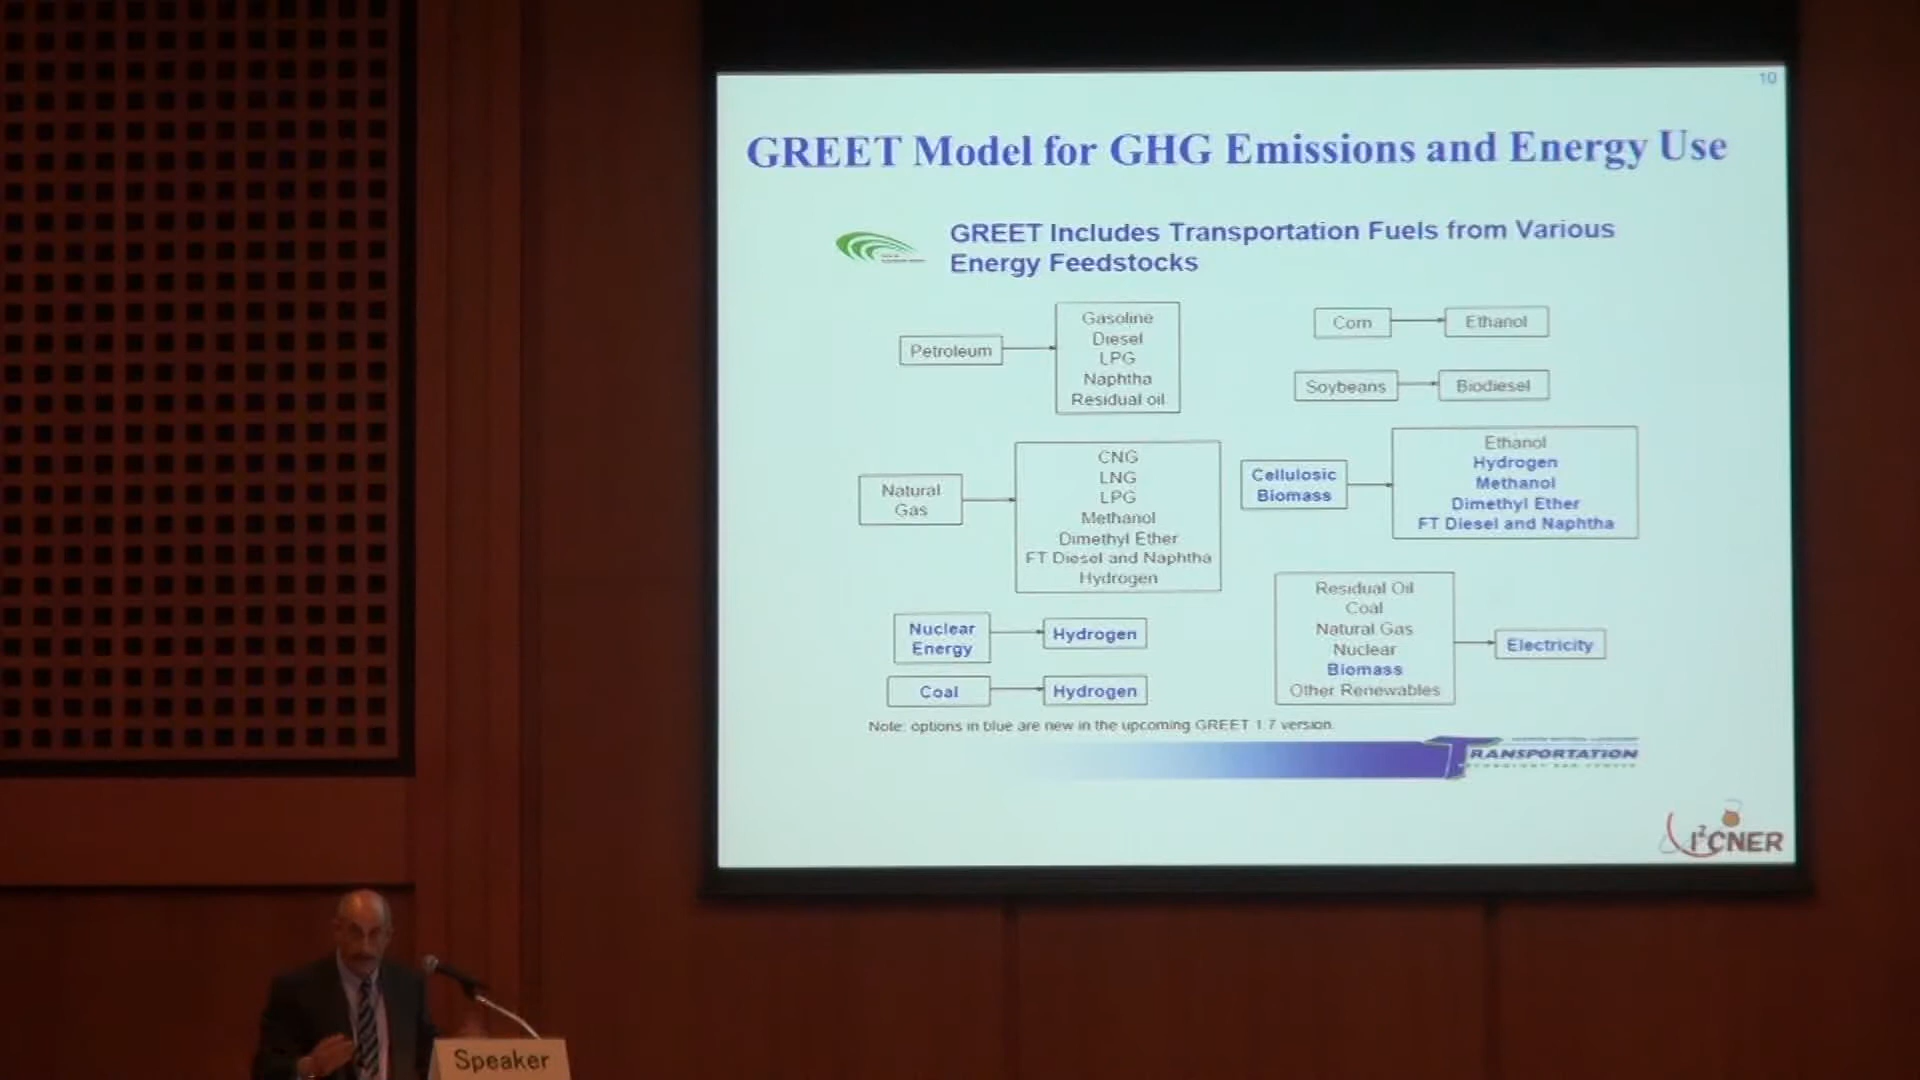 10
GREET Model for GHG Emissions and Energy Use
GREET Includes Transportation Fuels from Various
Energy Feedstocks
Petroleum
Gasoline
Diesel
LPG
Naphtha
Residual oil
Corn
Ethanol
Soybeans
Biodiesel
Natural
Gas
CNG
LNG
LPG
Methanol
Dimethyl Ether
FT Diesel and Naphtha
Hydrogen
Cellulosic
Biomass
Ethanol
Hydrogen
Methanol
Dimethyl Ether
FT Diesel and Naphtha
Nuclear
Energy
Hydrogen
Coal
Hydrogen
Residual Oil
Coal
Natural Gas
Nuclear
Biomass
Other Renewables
Electricity
Note: options in blue are new in the upcoming GREET 1.7 version.
TRANSPORTATION
I²CNER
Speaker